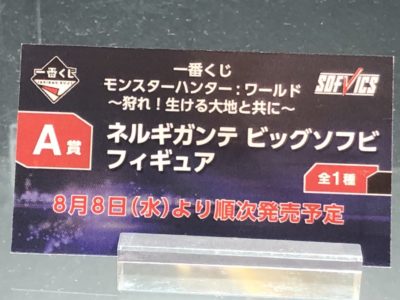 一番くじ
一番くじ
モンスターハンター:ワールド
～狩れ!生ける大地と共に～
SOFVICS
A賞
ネルギガンテ ビッグソフビ
フィギュア
全1種
8月8日(水)より順次発売予定